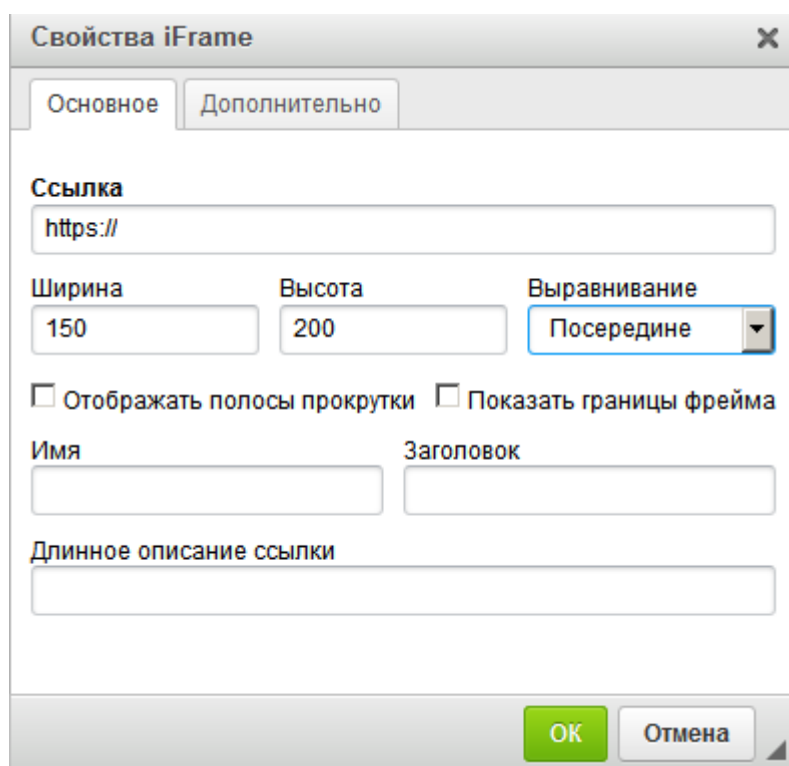 Свойства iFrame
Основное Дополнительно
Ссылка
https://
Ширина Высота Выравнивание
150 200 Посередине
Отображать полосы прокрутки Показать границы фрейма
Имя Заголовок
Длинное описание ссылки
ОК Отмена